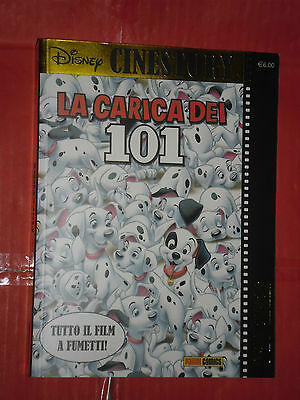 Disney CINESTORY
€6,00
LA CARICA DEI
101
TUTTO IL FILM
A FUMETTI!
PANINI COMICS